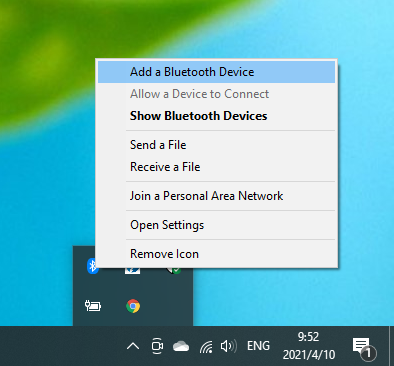 Add a Bluetooth Device
Allow a Device to Connect
Show Bluetooth Devices
Send a File
Receive a File
Join a Personal Area Network
Open Settings
Remove Icon
ENG
9:52
2021/4/10
1